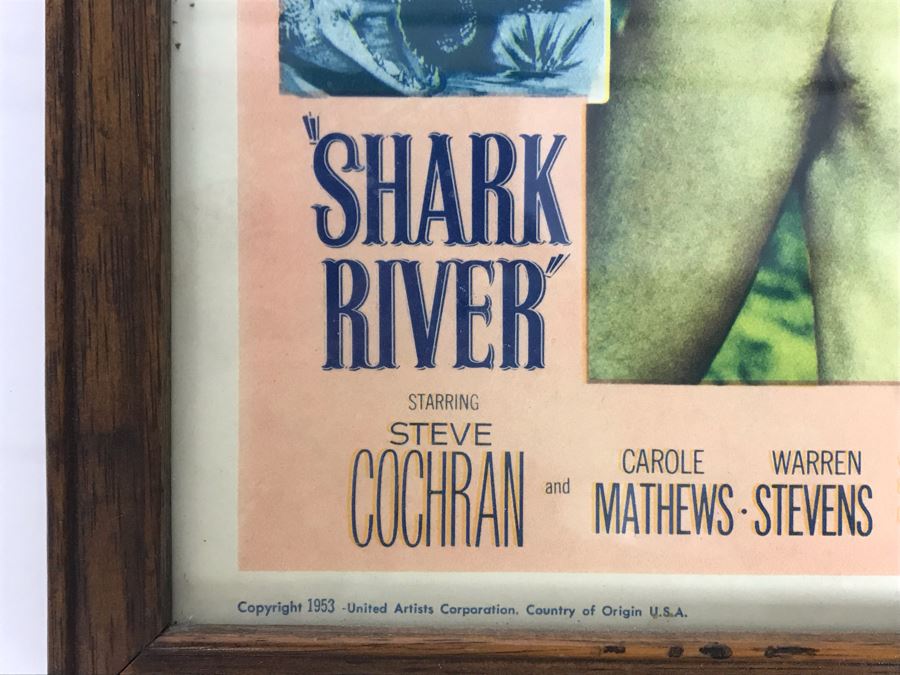 "SHARK
RIVER"
STARRING
STEVE
COCHRAN and
CAROLE WARREN
MATHEWS · STEVENS
Copyright 1953 -United Artists Corporation. Country of Origin U.S.A.